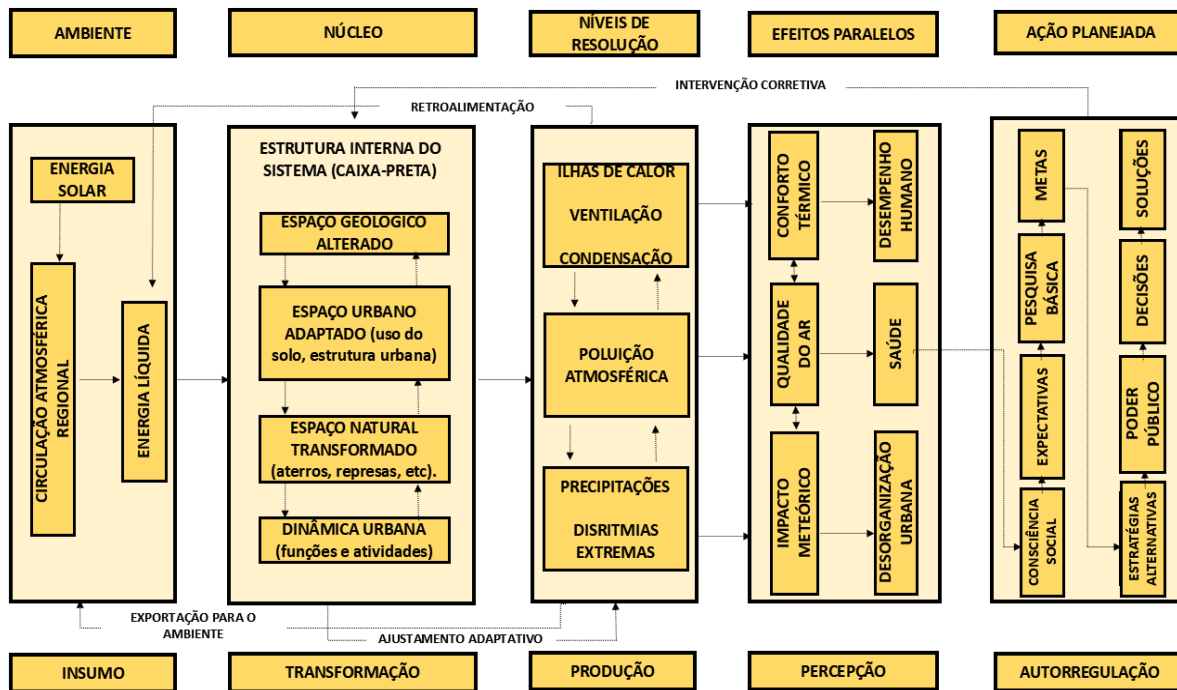 AMBIENTE
NÚCLEO
NÍVEIS DE
RESOLUÇÃO
EFEITOS PARALELOS
AÇÃO PLANEJADA
INTERVENÇÃO CORRETIVA
RETROALIMENTAÇÃO
ENERGIA
SOLAR
CIRCULAÇÃO ATMOSFÉRICA
REGIONAL
ENERGIA LÍQUIDA
ESTRUTURA INTERNA DO
SISTEMA (CAIXA-PRETA)
ESPAÇO GEOLOGICO
ALTERADO
ESPAÇO URBANO
ADAPTADO (uso do
solo, estrutura urbana)
ESPAÇO NATURAL
TRANSFORMADO
(aterros, represas, etc).
DINÂMICA URBANA
(funções e atividades)
ILHAS DE CALOR
VENTILAÇÃO
CONDENSAÇÃO
POLUIÇÃO
ATMOSFÉRICA
PRECIPITAÇÕES
DISRITMIAS
EXTREMAS
CONFORTO
TÉRMICO
DESEMPENHO
HUMANO
QUALIDADE
DO AR
SAÚDE
IMPACTO
METEÓRICO
DESORGANIZAÇÃO
URBANA
METAS
PESQUISA
BÁSICA
EXPECTATIVAS
CONSCIÊNCIA
SOCIAL
SOLUÇÕES
DECISÕES
PODER
PÚBLICO
ESTRATÉGIAS
ALTERNATIVAS
EXPORTAÇÃO PARA O
AMBIENTE
AJUSTAMENTO ADAPTATIVO
INSUMO
TRANSFORMAÇÃO
PRODUÇÃO
PERCEPÇÃO
AUTORREGULAÇÃO